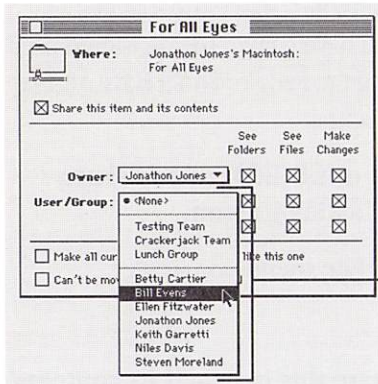 For All Eyes
Where: Jonathon Jones's Macintosh:
For All Eyes
Share this item and its contents
See Folders See Files Make Changes
Owner: Jonathon Jones
User/Group: <None>
Testing Team
Crackerjack Team
Lunch Group
Make all cur like this one
Betty Cartier
Can't be mo d
Bill Evens
Ellen Fitzwater
Jonathon Jones
Keith Garretti
Niles Davis
Steven Moreland